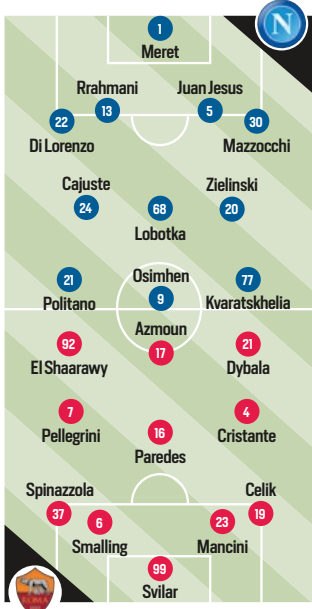 N
1
Meret
Rrahmani Juan Jesus
22 13 5 30
Di Lorenzo Mazzocchi
Cajuste Zielinski
24 68 20
Lobotka
21 Osimhen 77
Politano 9 Kvaratskhelia
Azmoun
92 17 21
El Shaarawy Dybala
7 4
Pellegrini 16 Cristante
Paredes
Spinazzola Celik
37 6 23 19
Smalling Mancini
99
Svilar
ROMA